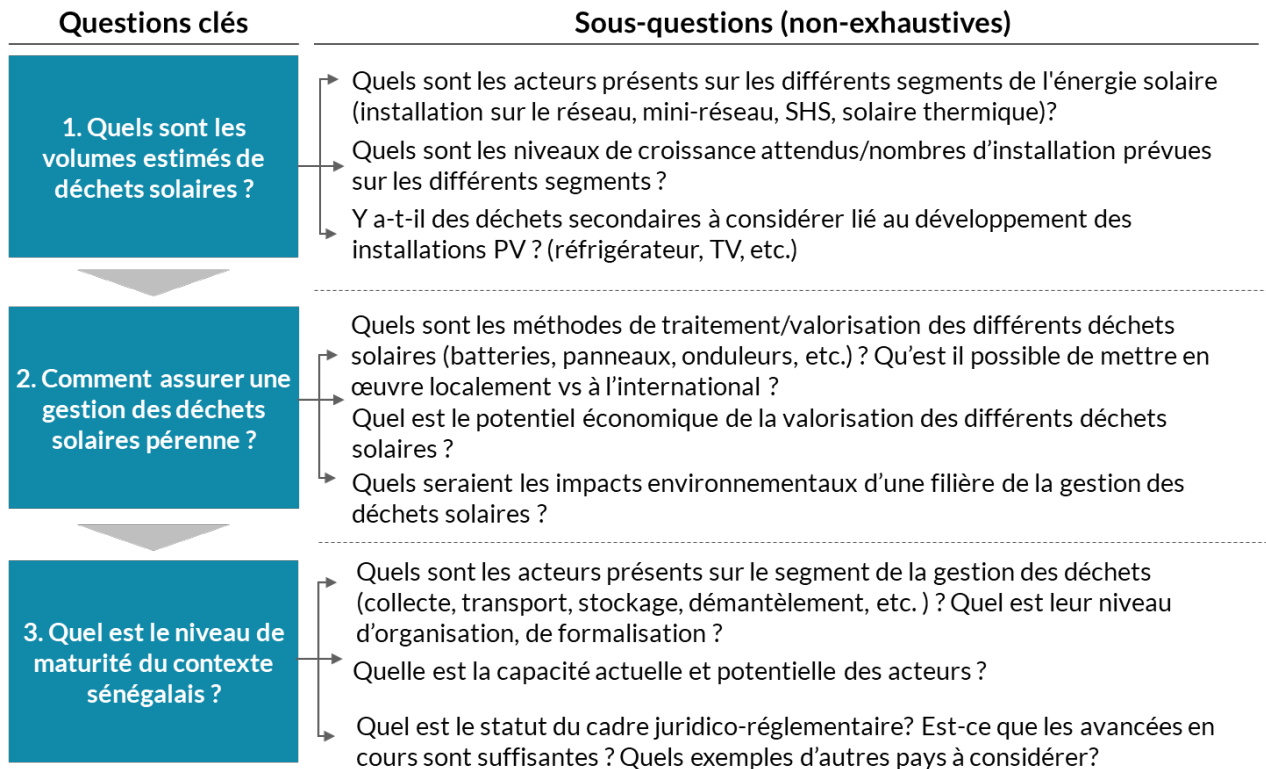 Questions clés
Sous-questions (non-exhaustives)
1. Quels sont les
volumes estimés de
déchets solaires ?
Quels sont les acteurs présents sur les différents segments de l'énergie solaire
(installation sur le réseau, mini-réseau, SHS, solaire thermique)?
Quels sont les niveaux de croissance attendus/nombres d’installation prévues
sur les différents segments ?
Y a-t-il des déchets secondaires à considérer lié au développement des
installations PV ? (réfrigérateur, TV, etc.)
2. Comment assurer une
gestion des déchets
solaires pérenne ?
Quels sont les méthodes de traitement/valorisation des différents déchets
solaires (batteries, panneaux, onduleurs, etc.) ? Qu’est il possible de mettre en
œuvre localement vs à l’international ?
Quel est le potentiel économique de la valorisation des différents déchets
solaires ?
Quels seraient les impacts environnementaux d’une filière de la gestion des
déchets solaires ?
3. Quel est le niveau de
maturité du contexte
sénégalais ?
Quels sont les acteurs présents sur le segment de la gestion des déchets
(collecte, transport, stockage, démantèlement, etc. ) ? Quel est leur niveau
d’organisation, de formalisation ?
Quelle est la capacité actuelle et potentielle des acteurs ?
Quel est le statut du cadre juridico-réglementaire? Est-ce que les avancées en
cours sont suffisantes ? Quels exemples d’autres pays à considérer?